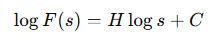 log F(s) = H log s + C